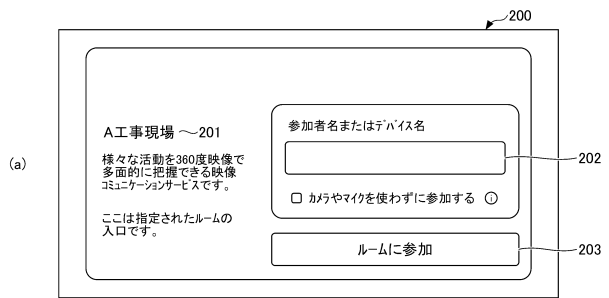 200
(a)
A工事現場 〜201
様々な活動を360度映像で
多面的に把握できる映像
コミュニケーションサービスです。
ここは指定されたルームの
入口です。
参加者名またはデバイス名
202
カメラやマイクを使わずに参加する ⓘ
ルームに参加
203